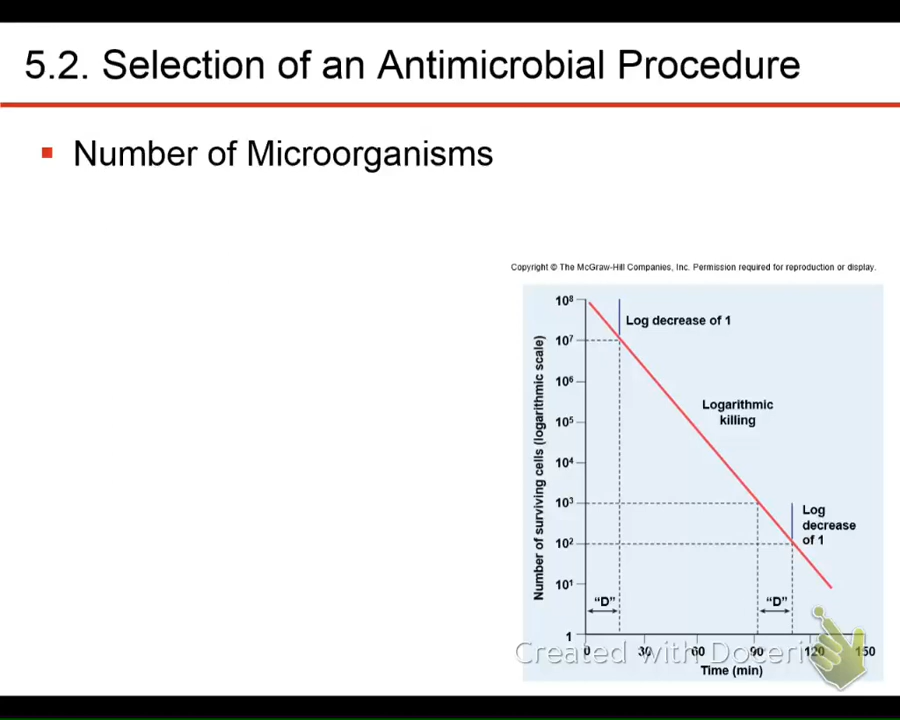 5.2. Selection of an Antimicrobial Procedure
Number of Microorganisms
Copyright © The McGraw-Hill Companies, Inc. Permission required for reproduction or display.
Number of surviving cells (logarithmic scale)
10⁸
10⁷
10⁶
10⁵
10⁴
10³
10²
10¹
1
Log decrease of 1
Logarithmic
killing
Log
decrease
of 1
"D"
"D"
0 30 60 90 120 150
Time (min)
Created with Doceri